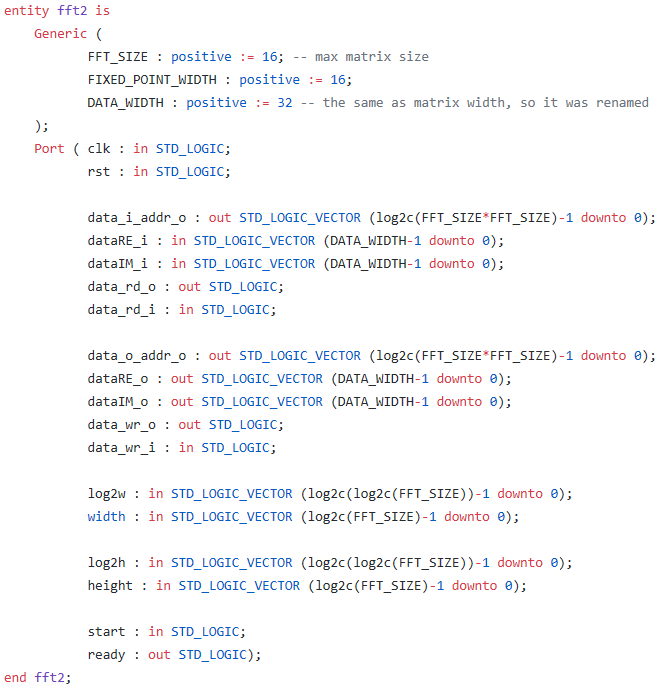 entity fft2 is
Generic (
FFT_SIZE : positive := 16; -- max matrix size
FIXED_POINT_WIDTH : positive := 16;
DATA_WIDTH : positive := 32 -- the same as matrix width, so it was renamed
);
Port ( clk : in STD_LOGIC;
rst : in STD_LOGIC;
data_i_addr_o : out STD_LOGIC_VECTOR (log2c(FFT_SIZE*FFT_SIZE)-1 downto 0);
dataRE_i : in STD_LOGIC_VECTOR (DATA_WIDTH-1 downto 0);
dataIM_i : in STD_LOGIC_VECTOR (DATA_WIDTH-1 downto 0);
data_rd_o : out STD_LOGIC;
data_rd_i : in STD_LOGIC;
data_o_addr_o : out STD_LOGIC_VECTOR (log2c(FFT_SIZE*FFT_SIZE)-1 downto 0);
dataRE_o : out STD_LOGIC_VECTOR (DATA_WIDTH-1 downto 0);
dataIM_o : out STD_LOGIC_VECTOR (DATA_WIDTH-1 downto 0);
data_wr_o : out STD_LOGIC;
data_wr_i : in STD_LOGIC;
log2w : in STD_LOGIC_VECTOR (log2c(log2c(FFT_SIZE))-1 downto 0);
width : in STD_LOGIC_VECTOR (log2c(FFT_SIZE)-1 downto 0);
log2h : in STD_LOGIC_VECTOR (log2c(log2c(FFT_SIZE))-1 downto 0);
height : in STD_LOGIC_VECTOR (log2c(FFT_SIZE)-1 downto 0);
start : in STD_LOGIC;
ready : out STD_LOGIC);
end fft2;